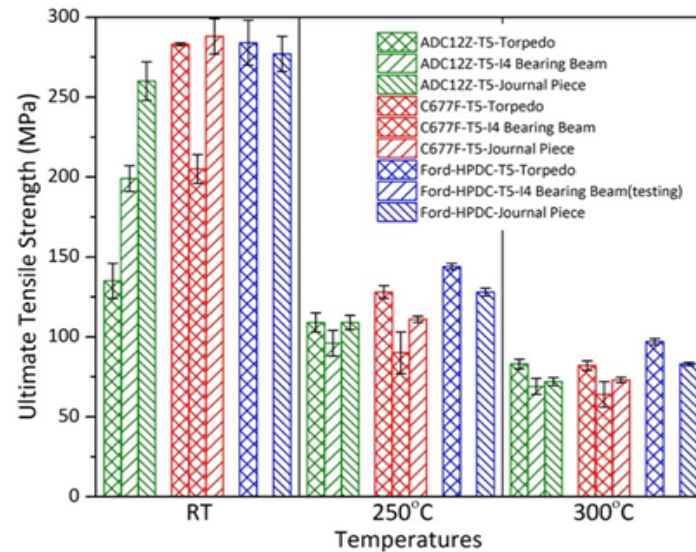 Ultimate Tensile Strength (MPa)
300
250
200
150
100
50
0
ADC12Z-T5-Torpedo
ADC12Z-T5-I4 Bearing Beam
ADC12Z-T5-Journal Piece
C677F-T5-Torpedo
C677F-T5-I4 Bearing Beam
C677F-T5-Journal Piece
Ford-HPDC-T5-Torpedo
Ford-HPDC-T5-I4 Bearing Beam(testing)
Ford-HPDC-Journal Piece
RT 250°C 300°C
Temperatures